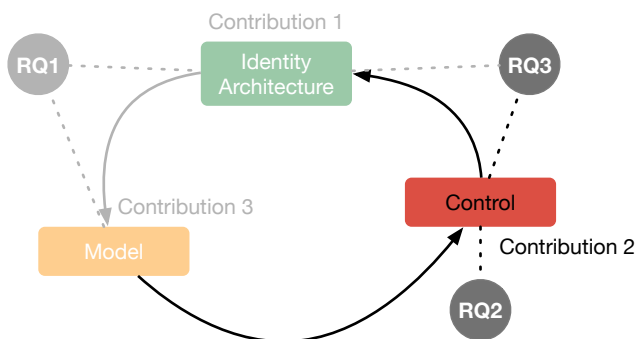 Contribution 1
RQ1
Identity
Architecture
RQ3
Contribution 3
Control
Model
Contribution 2
RQ2